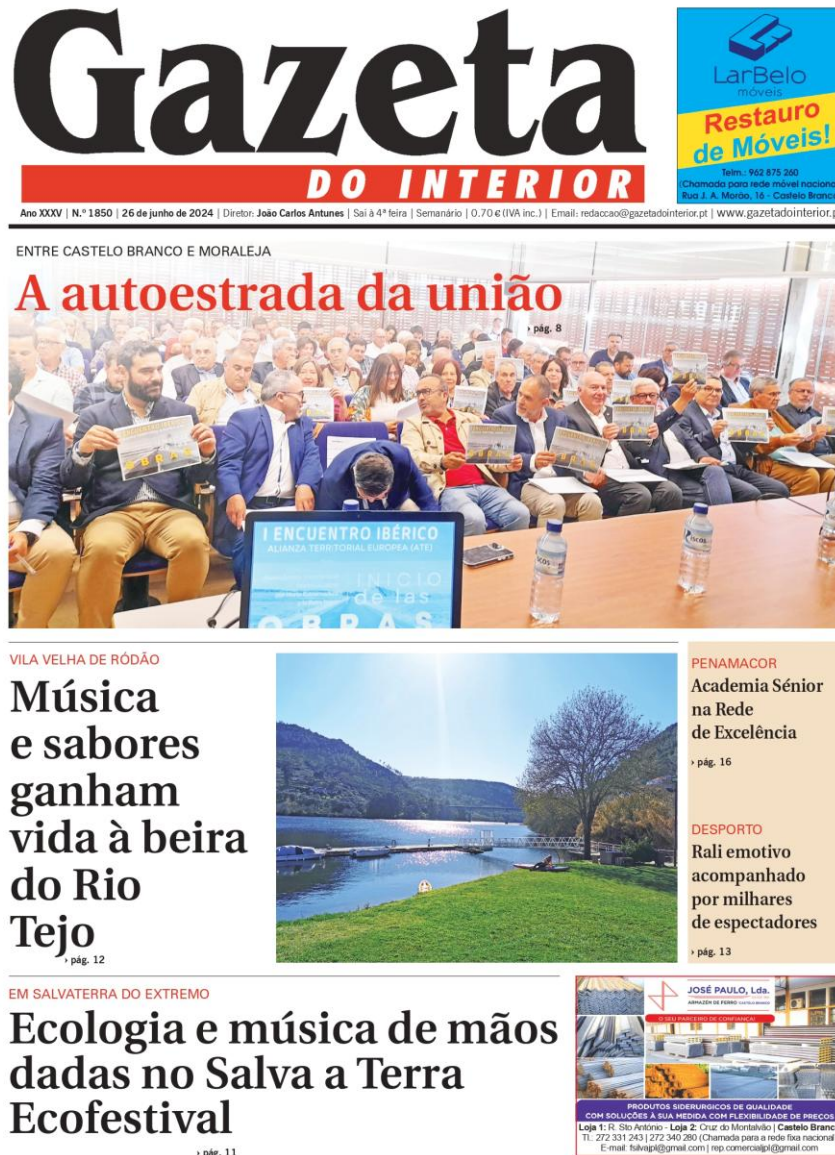 Gazeta
DO INTERIOR
LarBelo
móveis
Restauro
de Móveis!
Telm.: 962 875 260
(Chamada para rede móvel nacional
Rua J. A. Morão, 16 - Castelo Branco
Ano XXXV | N.º 1850 | 26 de junho de 2024 | Diretor: João Carlos Antunes | Sai à 4ª feira | Semanário | 0.70 € (IVA inc.) | Email: redaccao@gazetadointerior.pt | www.gazetadointerior.p
ENTRE CASTELO BRANCO E MORALEJA
A autoestrada da união
› pág. 8
OBRAS
I ENCUENTRO IBÉRICO
ALIANZA TERRITORIAL EUROPEA (ATE)
INICIO
de las
OBRAS
VILA VELHA DE RÓDÃO
Música
e sabores
ganham
vida à beira
do Rio
Tejo
› pág. 12
PENAMACOR
Academia Sénior
na Rede
de Excelência
› pág. 16
DESPORTO
Rali emotivo
acompanhado
por milhares
de espectadores
› pág. 13
EM SALVATERRA DO EXTREMO
Ecologia e música de mãos
dadas no Salva a Terra
Ecofestival
› pág. 11
JOSÉ PAULO, Lda.
ARMAZÉM DE FERRO CASTELO BRANCO
O SEU PARCEIRO DE CONFIANÇA!
PRODUTOS SIDERURGICOS DE QUALIDADE
COM SOLUÇÕES À SUA MEDIDA COM FLEXIBILIDADE DE PREÇOS
Loja 1: R. Sto António - Loja 2: Cruz do Montalvão | Castelo Branc
Tl.: 272 331 243 | 272 340 280 (Chamada para a rede fixa nacional
E-mail: fsilvajpl@gmail.com | rep.comercialjpl@gmail.com